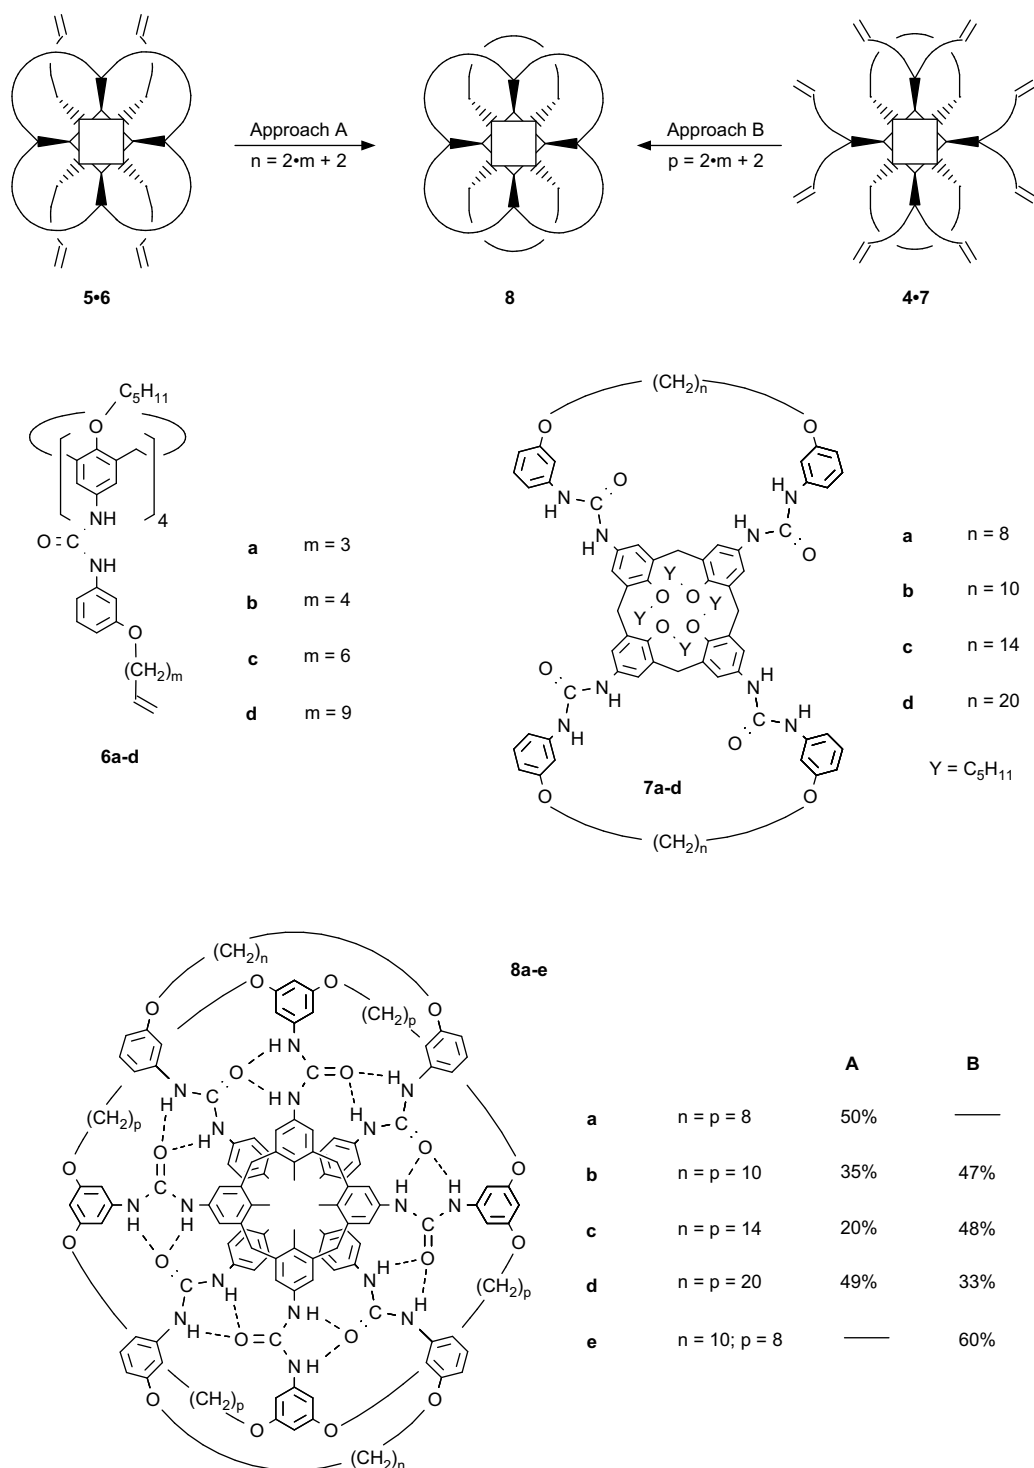 Approach A
n = 2•m + 2
Approach B
p = 2•m + 2
5•6
8
4•7
C5H11
O
4
NH
O=C
NH
O
(CH2)m
6a-d
a m = 3
b m = 4
c m = 6
d m = 9
(CH2)n
O O
O H
N C N
H N H N C
H O
Y
Y O O Y
O O
Y
O H
C N N H
N H C N
H O
O O
(CH2)n
7a-d
a n = 8
b n = 10
c n = 14
d n = 20
Y = C5H11
8a-e
(CH2)n
O O O O
(CH2)p
H N
O C=O H N
N H C H N C
H N H O
(CH2)p
O H H O
O C N N N N
N N C
H H O O
O
O N H
C N H C (CH2)p
N H N H O H N
H O=C
N H
(CH2)p
O O O O
(CH2)n
A B
a n = p = 8 50% —
b n = p = 10 35% 47%
c n = p = 14 20% 48%
d n = p = 20 49% 33%
e n = 10; p = 8 — 60%